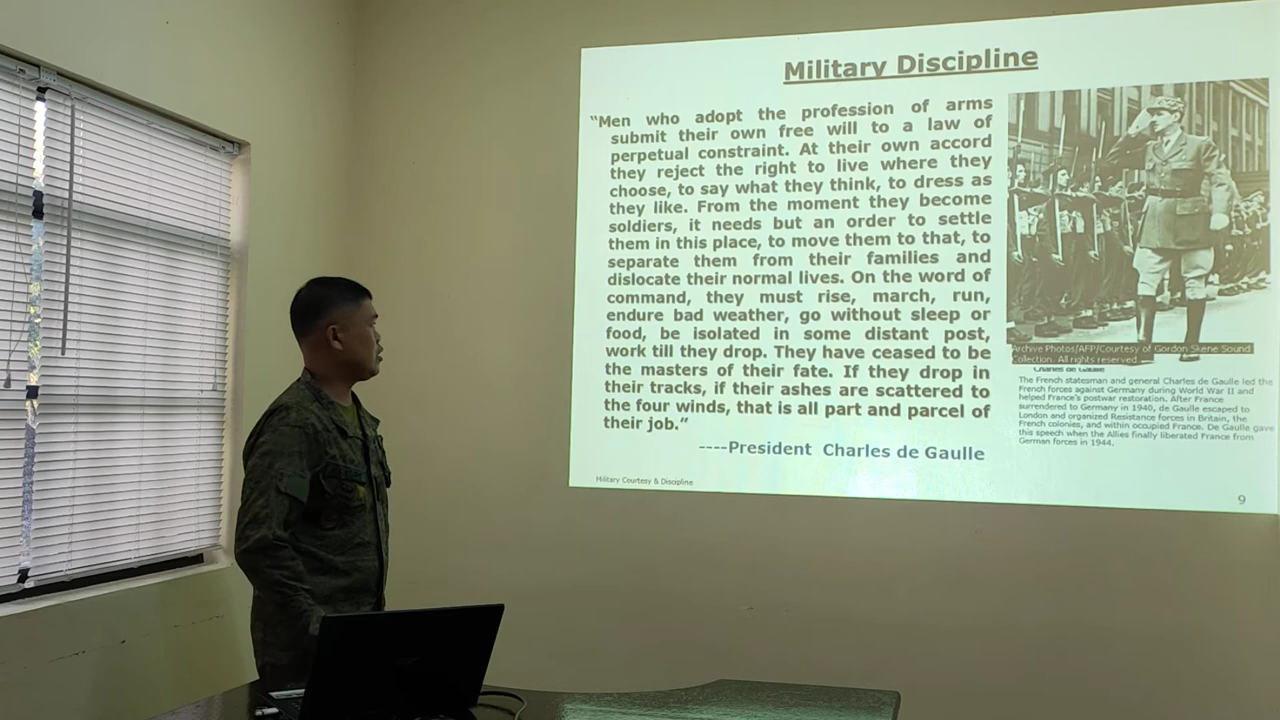 Military Discipline
“Men who adopt the profession of arms
submit their own free will to a law of
perpetual constraint. At their own accord
they reject the right to live where they
choose, to say what they think, to dress as
they like. From the moment they become
soldiers, it needs but an order to settle
them in this place, to move them to that, to
separate them from their families and
dislocate their normal lives. On the word of
command, they must rise, march, run,
endure bad weather, go without sleep or
food, be isolated in some distant post,
work till they drop. They have ceased to be
the masters of their fate. If they drop in
their tracks, if their ashes are scattered to
the four winds, that is all part and parcel of
their job.”
----President Charles de Gaulle
Archive Photos/AFP/Courtesy of Gordon Skene Sound
Collection. All rights reserved.
Charles de Gaulle
The French statesman and general Charles de Gaulle led the
French forces against Germany during World War II and
helped France's postwar restoration. After France
surrendered to Germany in 1940, de Gaulle escaped to
London and organized Resistance forces in Britain, the
French colonies, and within occupied France. De Gaulle gave
this speech when the Allies finally liberated France from
German forces in 1944.
Military Courtesy & Discipline
9